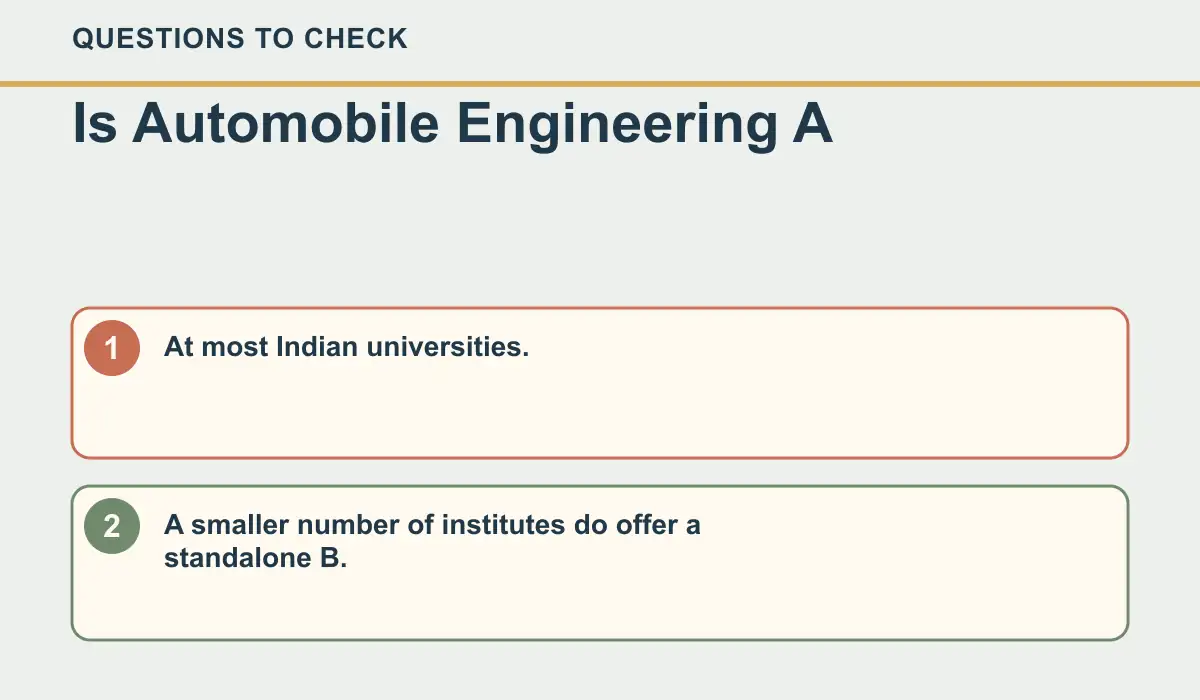 QUESTIONS TO CHECK
Is Automobile Engineering A
1
At most Indian universities.
2
A smaller number of institutes do offer a
standalone B.